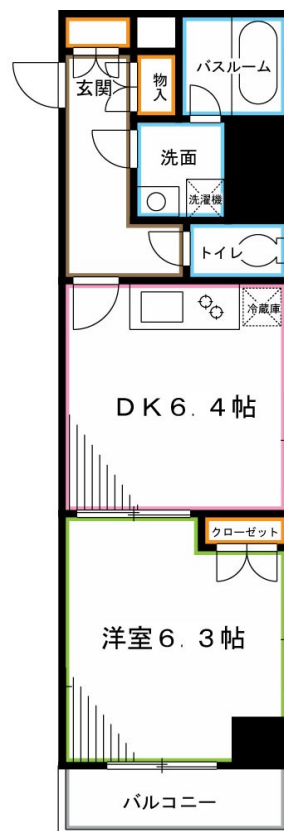 バスルーム
玄関
物入
洗面
洗濯機
トイレ
冷蔵庫
DK6.4帖
クローゼット
洋室6.3帖
バルコニー